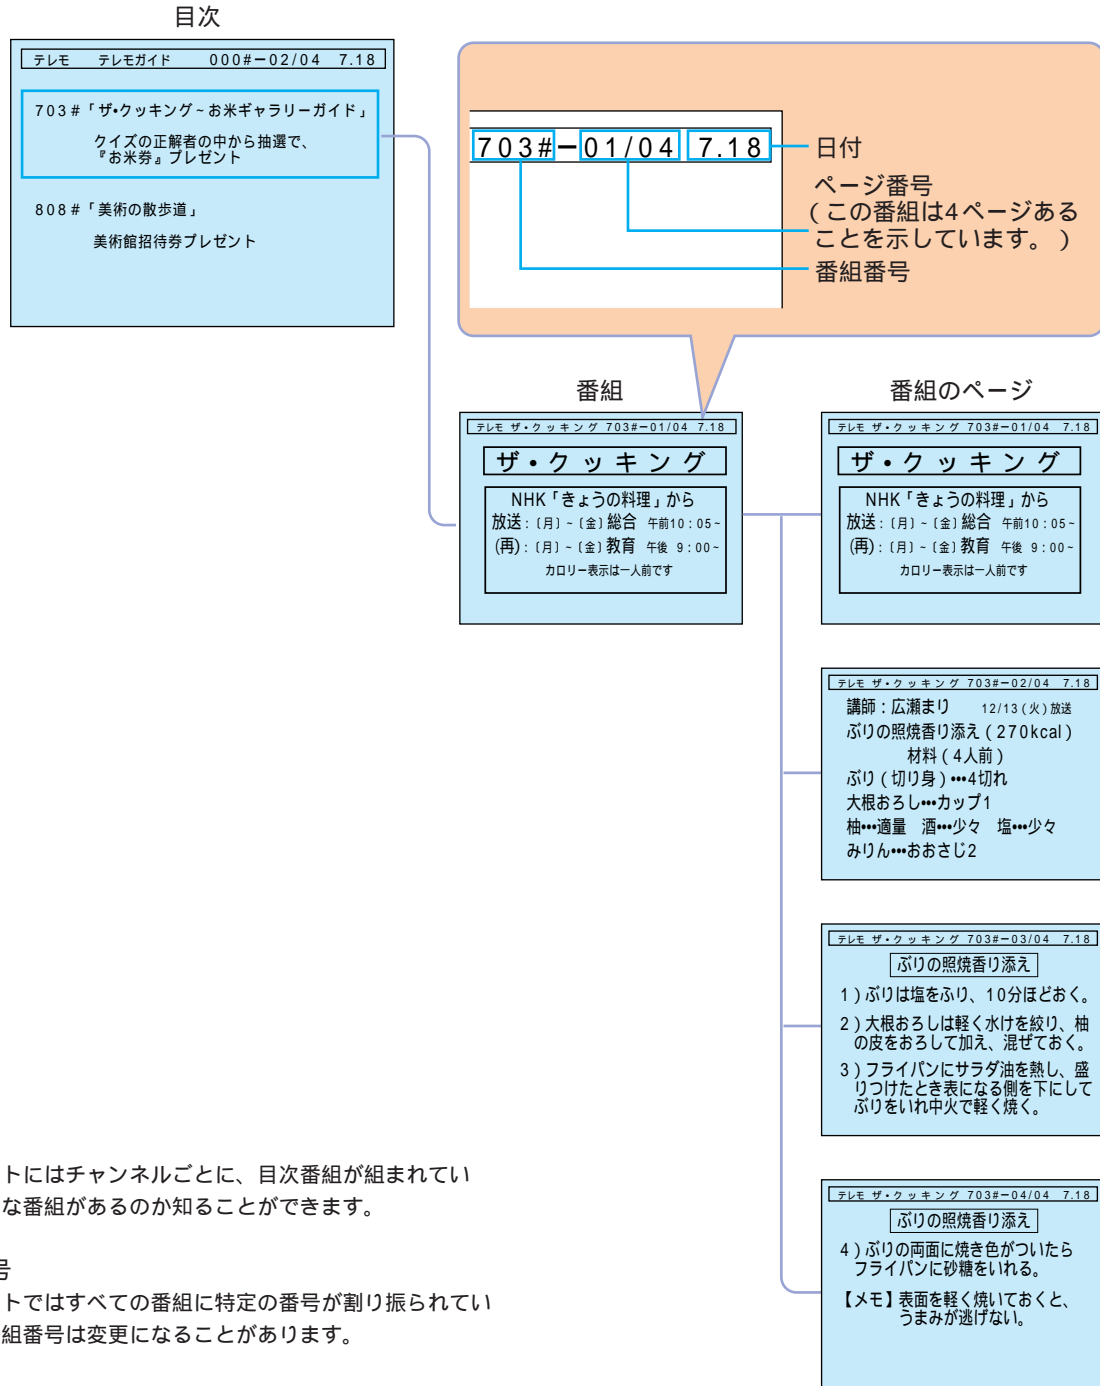 目次
テレモ　テレモガイド　000#ー02/04　7.18
703#「ザ・クッキング~お米ギャラリーガイド」
クイズの正解者の中から抽選で、
『お米券』プレゼント
808#「美術の散歩道」
美術館招待券プレゼント
703#ー01/04　7.18
日付
ページ番号
(この番組は4ページある
ことを示しています。)
番組番号
番組
テレモ ザ・クッキング 703#ー01/04 7.18
ザ・クッキング
NHK「きょうの料理」から
放送：〔月〕~〔金〕総合　午前10：05~
(再)：〔月〕~〔金〕教育　午後 9：00~
カロリー表示は一人前です
番組のページ
テレモ ザ・クッキング 703#ー01/04 7.18
ザ・クッキング
NHK「きょうの料理」から
放送：〔月〕~〔金〕総合　午前10：05~
(再)：〔月〕~〔金〕教育　午後 9：00~
カロリー表示は一人前です
テレモ ザ・クッキング 703#ー02/04 7.18
講師：広瀬まり　12/13(火)放送
ぶりの照焼香り添え(270kcal)
材料(4人前)
ぶり(切り身)•••4切れ
大根おろし•••カップ1
柚•••適量　酒•••少々　塩•••少々
みりん•••おおさじ2
テレモ ザ・クッキング 703#ー03/04 7.18
ぶりの照焼香り添え
1)ぶりは塩をふり、10分ほどおく。
2)大根おろしは軽く水けを絞り、柚
の皮をおろして加え、混ぜておく。
3)フライパンにサラダ油を熱し、盛
りつけたとき表になる側を下にして
ぶりをいれ中火で軽く焼く。
テレモ ザ・クッキング 703#ー04/04 7.18
ぶりの照焼香り添え
4)ぶりの両面に焼き色がついたら
フライパンに砂糖をいれる。
【メモ】表面を軽く焼いておくと、
うまみが逃げない。
トにはチャンネルごとに、目次番組が組まれてい
な番組があるのか知ることができます。
号
トではすべての番組に特定の番号が割り振られてい
組番号は変更になることがあります。